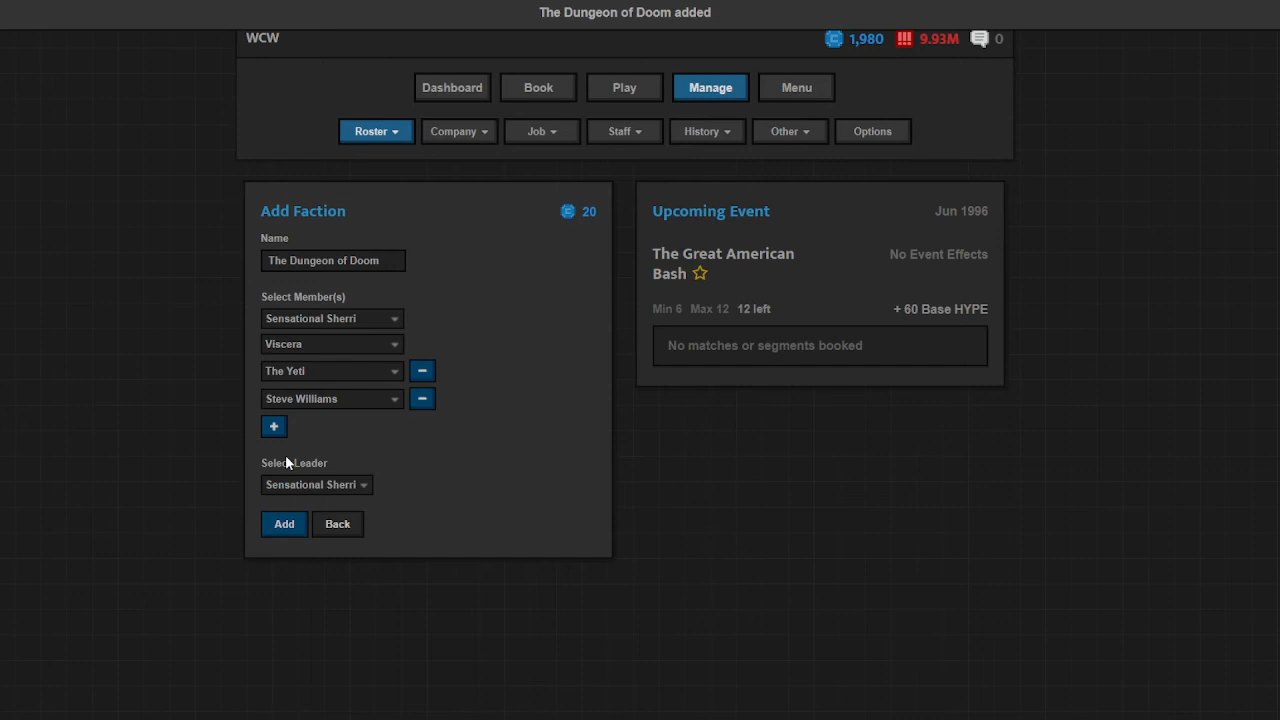 The Dungeon of Doom added
WCW
1,980 9.93M 0
Dashboard Book Play Manage Menu
Roster Company Job Staff History Other Options
Add Faction 20
Name
The Dungeon of Doom
Select Member(s)
Sensational Sherri
Viscera
The Yeti
Steve Williams
+
Select Leader
Sensational Sherri
Add Back
Upcoming Event Jun 1996
The Great American Bash No Event Effects
Min 6 Max 12 12 left + 60 Base HYPE
No matches or segments booked